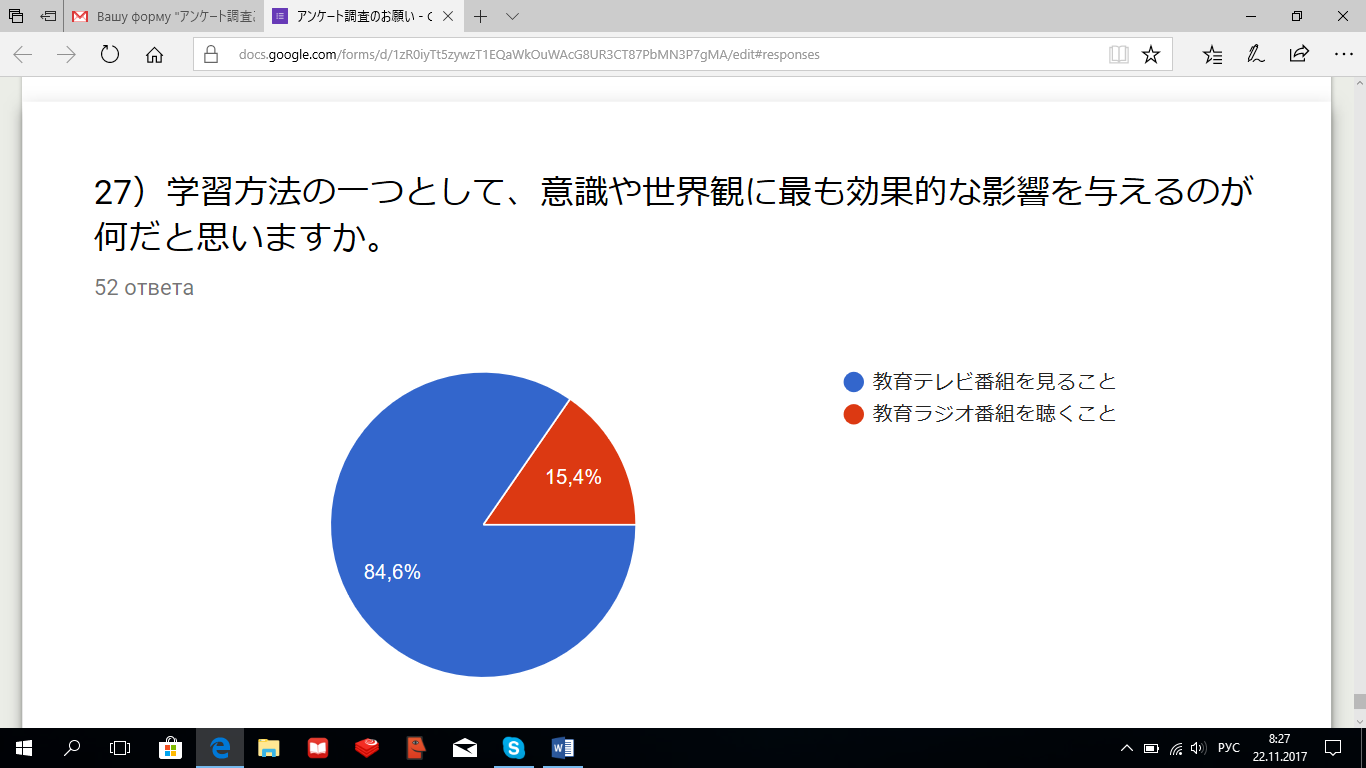 Вашу форму "アンケート調査
アンケート調査のお願い - G
docs.google.com/forms/d/1zR0iyTt5zywzT1EQaWkOuWAcG8UR3CT87PbMN3P7gMA/edit#responses
27）学習方法の一つとして、意識や世界観に最も効果的な影響を与えるのが
何だと思いますか。
52 ответа
教育テレビ番組を見ること
教育ラジオ番組を聴くこと
15,4%
84,6%
РУС
8:27
22.11.2017